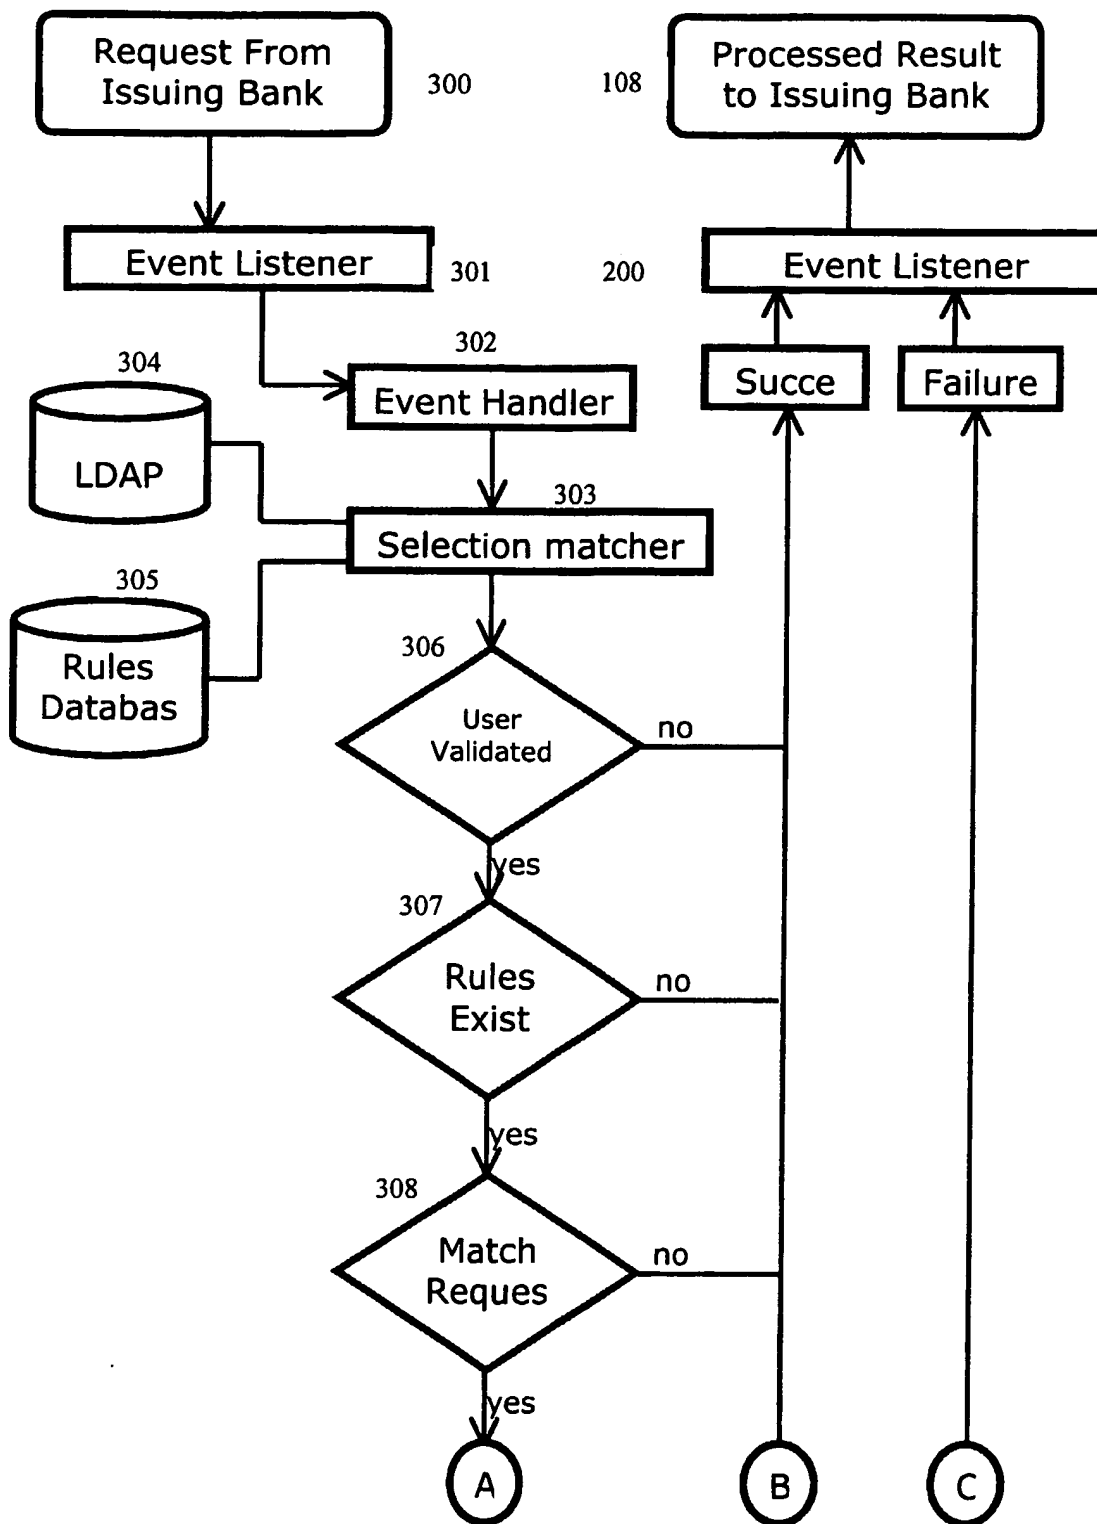 Request From
Issuing Bank
300
108
Processed Result
to Issuing Bank
Event Listener
301
200
Event Listener
302
304
Event Handler
Succe
Failure
LDAP
303
Selection matcher
305
Rules
Databas
306
User
Validated
no
yes
307
Rules
Exist
no
yes
308
Match
Reques
no
yes
A
B
C